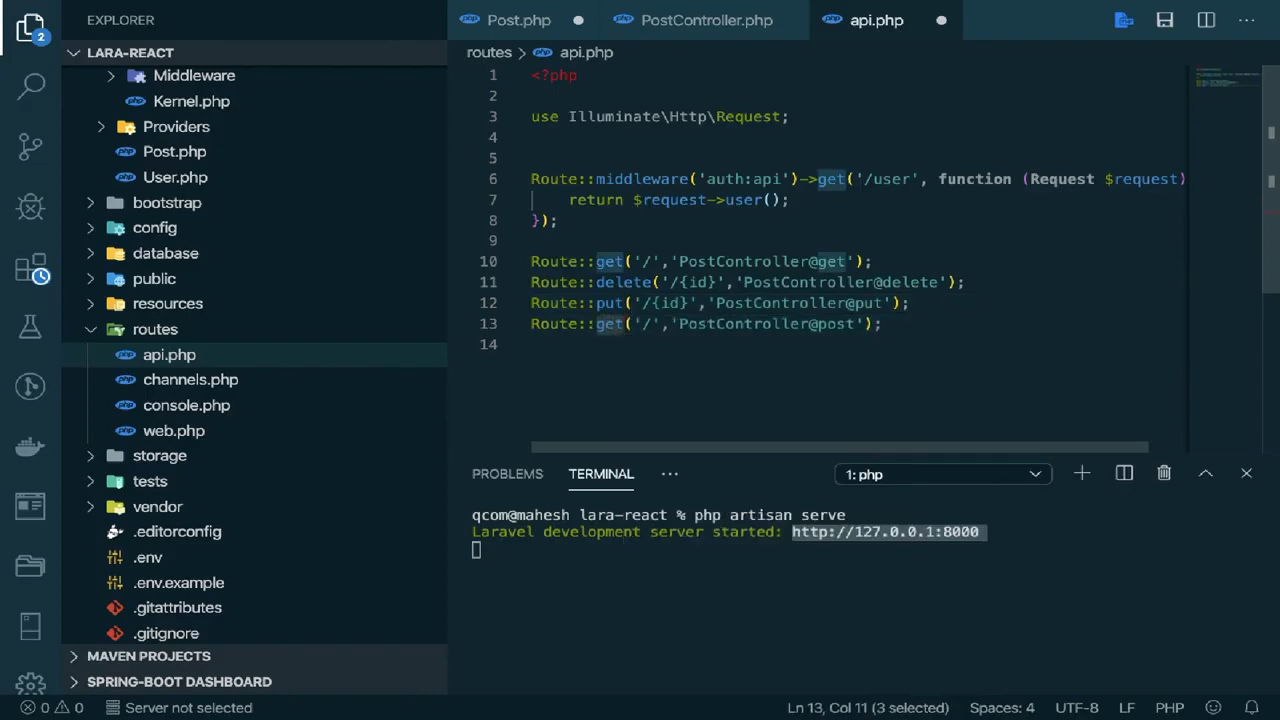 2
EXPLORER
LARA-REACT
Middleware
Kernel.php
Providers
Post.php
User.php
bootstrap
config
database
public
resources
routes
api.php
channels.php
console.php
web.php
storage
tests
vendor
.editorconfig
.env
.env.example
.gitattributes
.gitignore
MAVEN PROJECTS
SPRING-BOOT DASHBOARD
php Post.php
php PostController.php
php api.php
routes > php api.php
1 <?php
2
3 use Illuminate\Http\Request;
4
5
6 Route::middleware('auth:api')->get('/user', function (Request $request)
7 return $request->user();
8 });
9
10 Route::get('/','PostController@get');
11 Route::delete('/{id}','PostController@delete');
12 Route::put('/{id}','PostController@put');
13 Route::get('/','PostController@post');
14
PROBLEMS TERMINAL ··· 1: php
qcom@mahesh lara-react % php artisan serve
Laravel development server started: http://127.0.0.1:8000
0 0 Server not selected Ln 13, Col 11 (3 selected) Spaces: 4 UTF-8 LF PHP